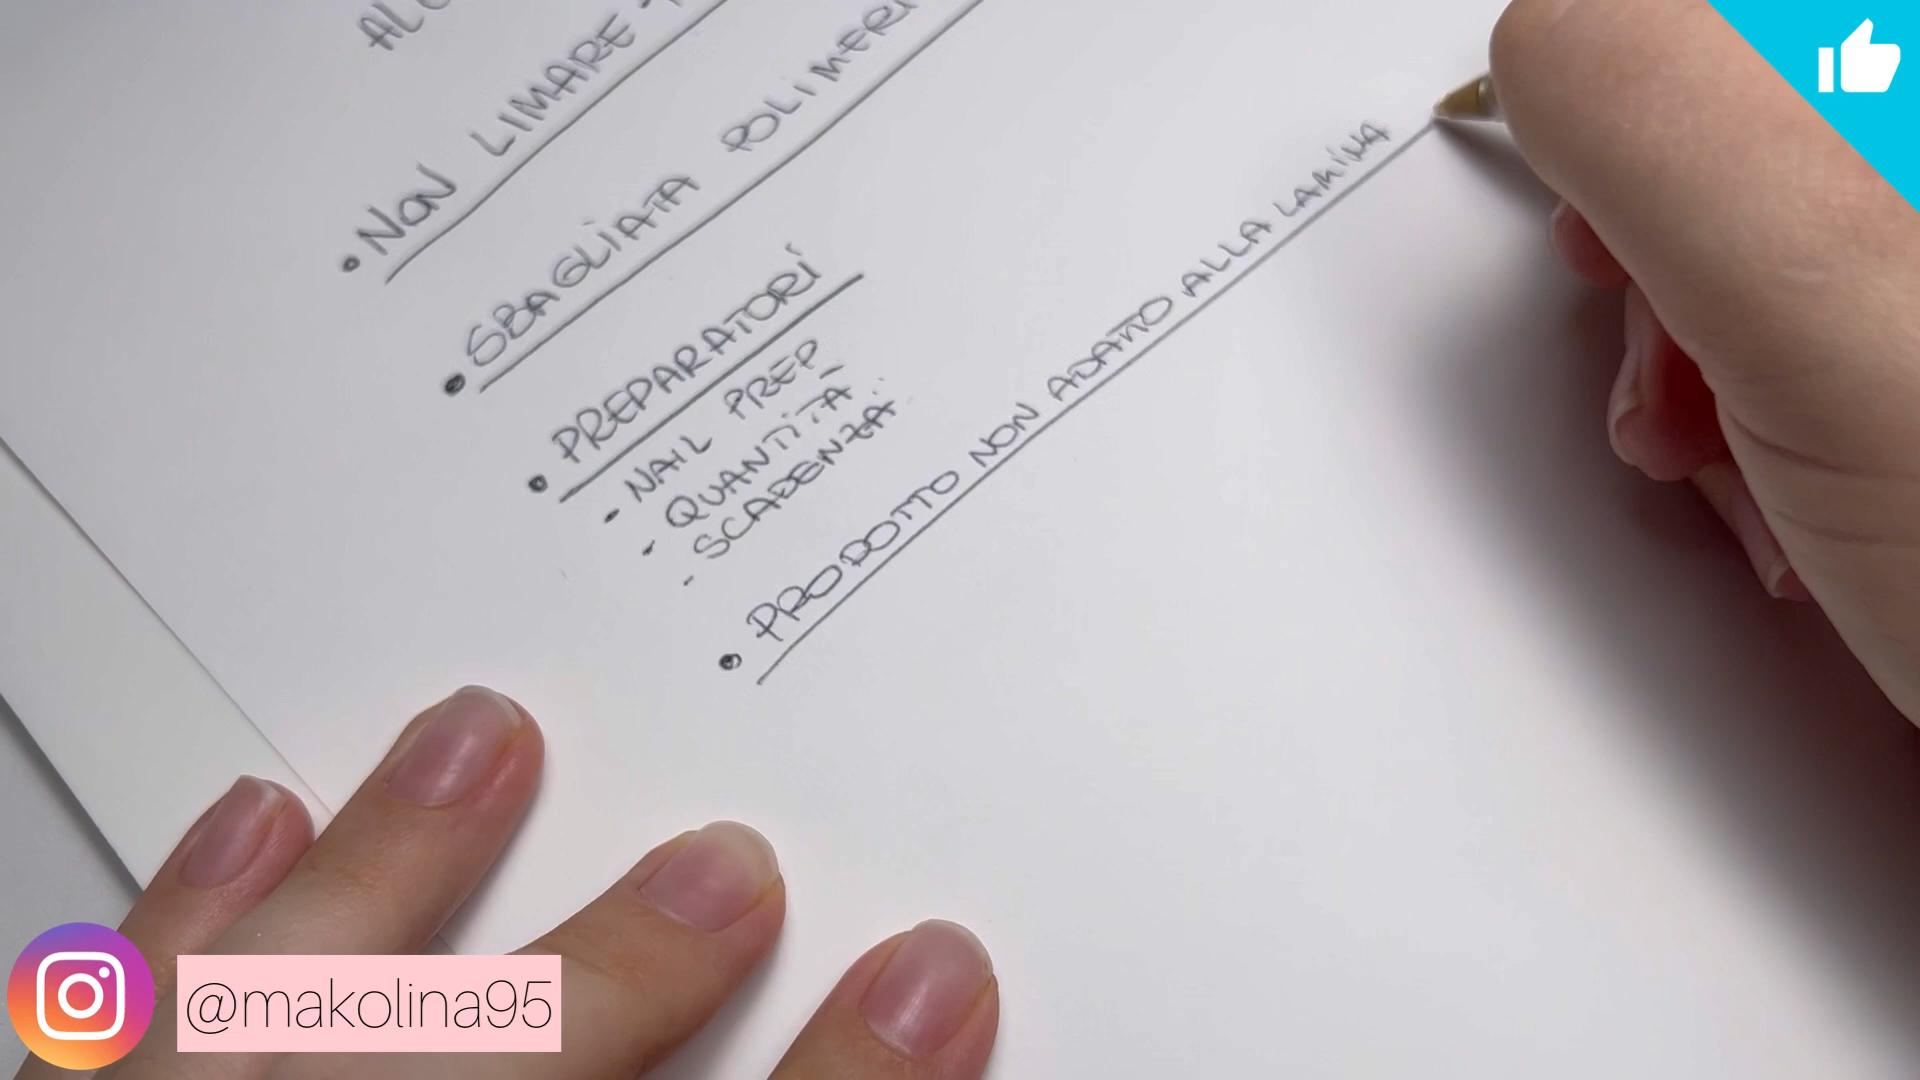 NON LIMARE
• SBAGLIATA POLIMERI
• PREPARATORI
- NAIL PREP
- QUANTITÀ
- SCADENZA
• PRODOTTO NON ADATTO ALLA LAMINA
@makolina95